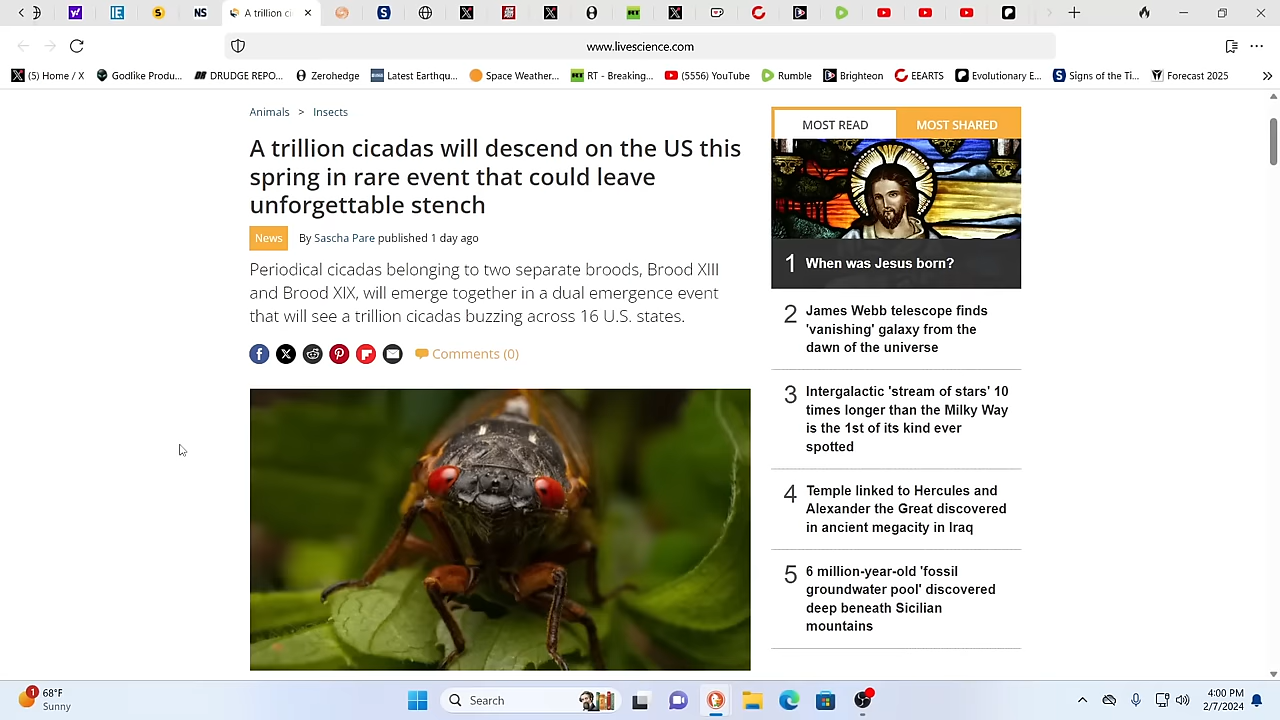 A trillion ci
www.livescience.com
(5) Home / X
Godlike Produ...
DRUDGE REPO...
Zerohedge
Latest Earthqu...
Space Weather...
RT - Breaking...
(5556) YouTube
Rumble
Brighteon
EEARTS
Evolutionary E...
Signs of the Ti...
Forecast 2025
Animals > Insects
A trillion cicadas will descend on the US this
spring in rare event that could leave
unforgettable stench
News
By Sascha Pare published 1 day ago
Periodical cicadas belonging to two separate broods, Brood XIII
and Brood XIX, will emerge together in a dual emergence event
that will see a trillion cicadas buzzing across 16 U.S. states.
Comments (0)
MOST READ
MOST SHARED
1 When was Jesus born?
2 James Webb telescope finds
'vanishing' galaxy from the
dawn of the universe
3 Intergalactic 'stream of stars' 10
times longer than the Milky Way
is the 1st of its kind ever
spotted
4 Temple linked to Hercules and
Alexander the Great discovered
in ancient megacity in Iraq
5 6 million-year-old 'fossil
groundwater pool' discovered
deep beneath Sicilian
mountains
1
68°F
Sunny
Search
4:00 PM
2/7/2024